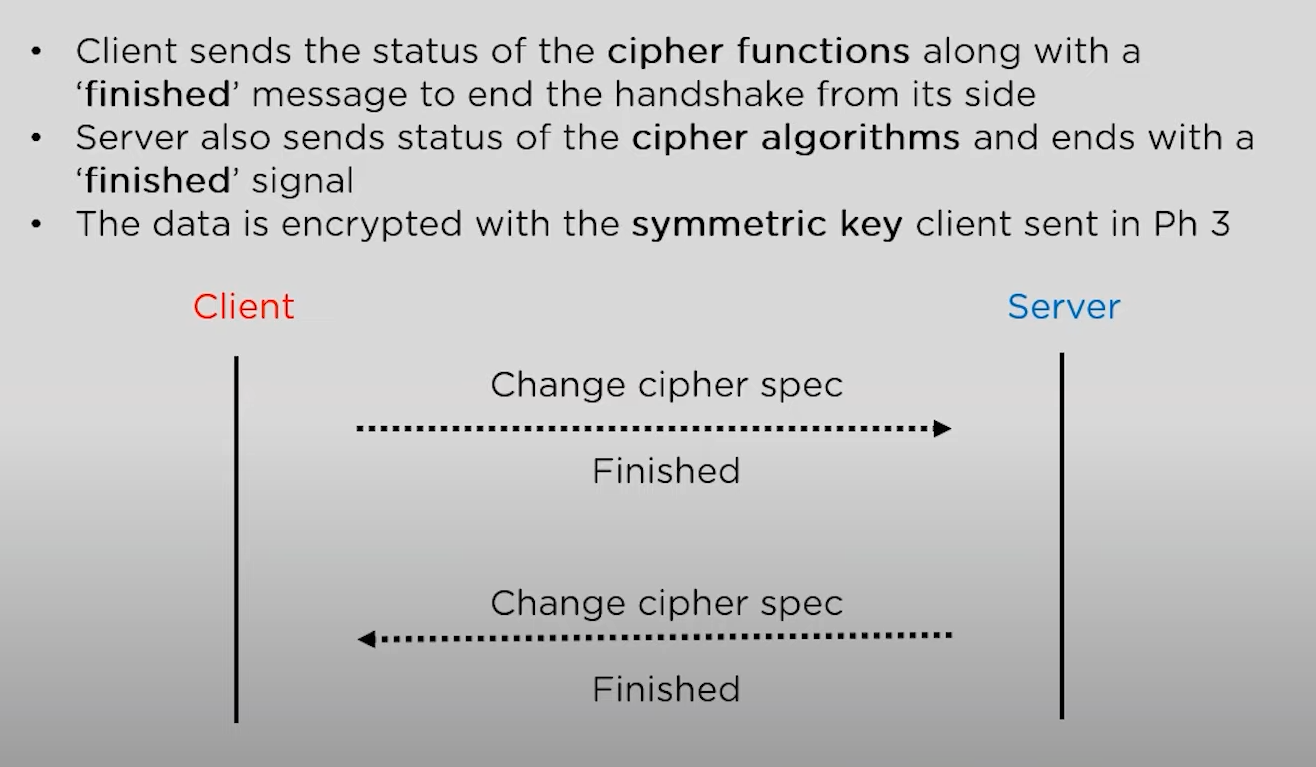 • Client sends the status of the cipher functions along with a
‘finished’ message to end the handshake from its side
• Server also sends status of the cipher algorithms and ends with a
‘finished’ signal
• The data is encrypted with the symmetric key client sent in Ph 3
Client
Server
Change cipher spec
Finished
Change cipher spec
Finished